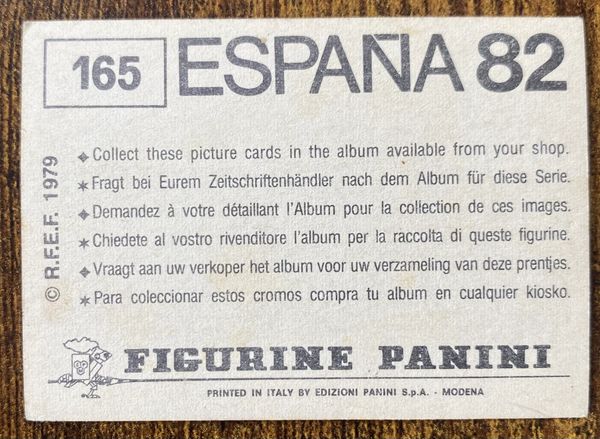 165 ESPAÑA 82
Collect these picture cards in the album available from your shop.
Fragt bei Eurem Zeitschriftenhändler nach dem Album für diese Serie.
Demandez à votre détaillant l'Album pour la collection de ces images.
Chiedete al vostro rivenditore l'album per la raccolta di queste figurine.
Vraagt aan uw verkoper het album voor uw verzameling van deze prentjes.
Para coleccionar estos cromos compra tu album en cualquier kiosko.
© R.F.E.F. 1979
FIGURINE PANINI
PRINTED IN ITALY BY EDIZIONI PANINI S.p.A. - MODENA